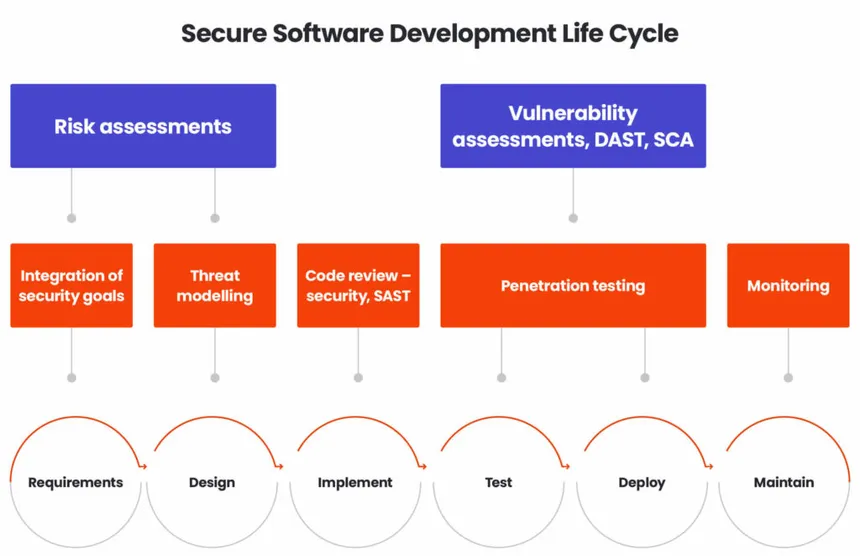 Secure Software Development Life Cycle
Risk assessments
Vulnerability
assessments, DAST, SCA
Integration of
security goals
Threat
modelling
Code review –
security, SAST
Penetration testing
Monitoring
Requirements
Design
Implement
Test
Deploy
Maintain